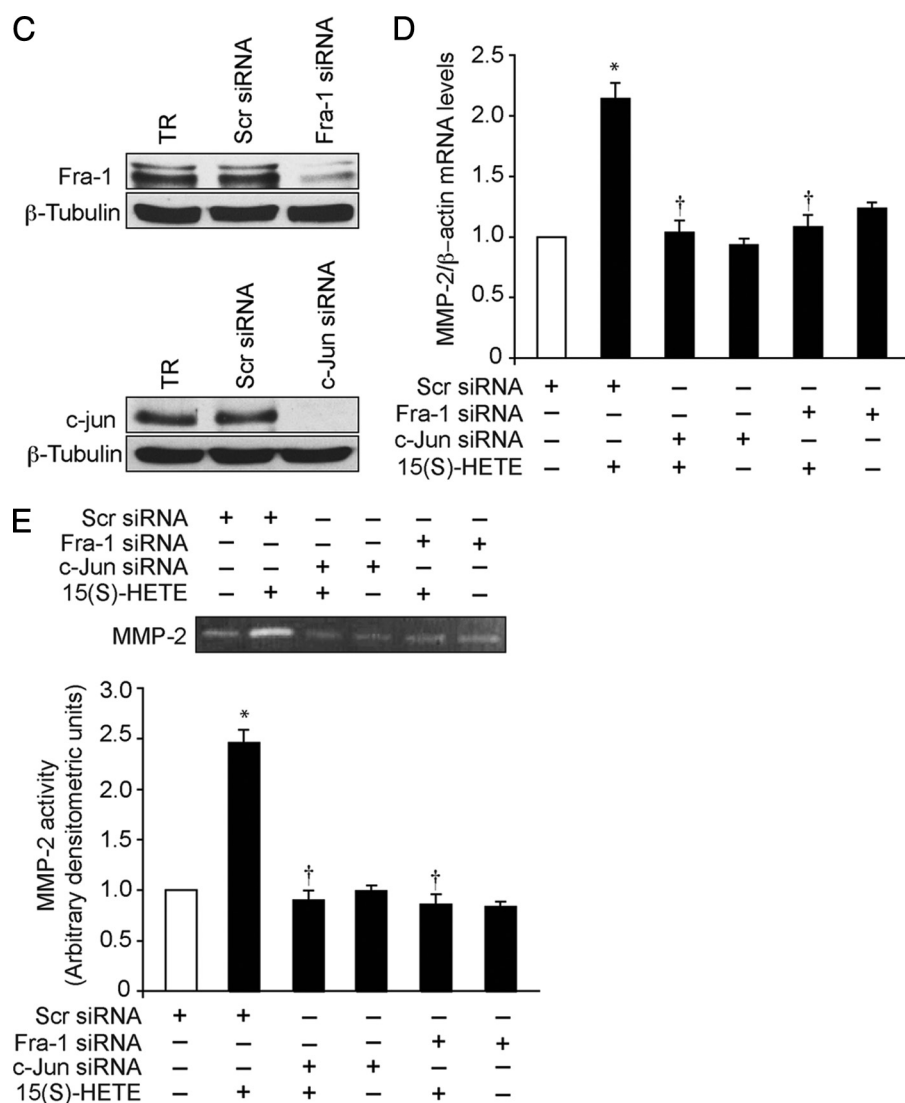 C
TR Scr siRNA Fra-1 siRNA
Fra-1
β-Tubulin
TR Scr siRNA c-Jun siRNA
c-jun
β-Tubulin
D
MMP-2/β–actin mRNA levels
2.5
2.0
1.5
1.0
0.5
0
*
†
†
Scr siRNA + + – – – –
Fra-1 siRNA – – – – + +
c-Jun siRNA – – + + – –
15(S)-HETE – + + – + –
E
Scr siRNA + + – – – –
Fra-1 siRNA – – – – + +
c-Jun siRNA – – + + – –
15(S)-HETE – + + – + –
MMP-2
MMP-2 activity
(Arbitrary densitometric units)
3.0
2.5
2.0
1.5
1.0
0.5
0
*
†
†
Scr siRNA + + – – – –
Fra-1 siRNA – – – – + +
c-Jun siRNA – – + + – –
15(S)-HETE – + + – + –